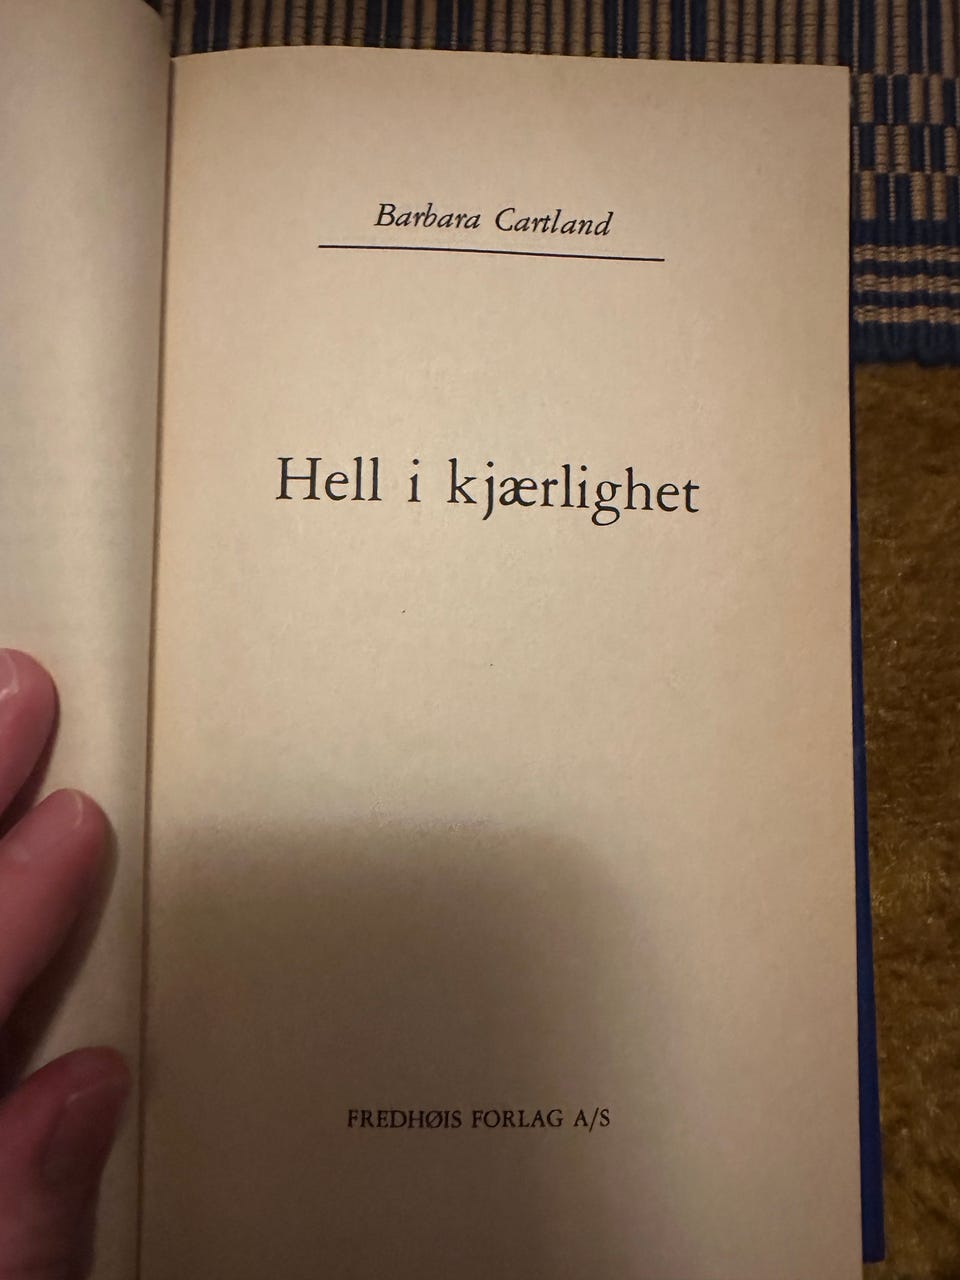 Barbara Cartland
Hell i kjærlighet
FREDHØIS FORLAG A/S